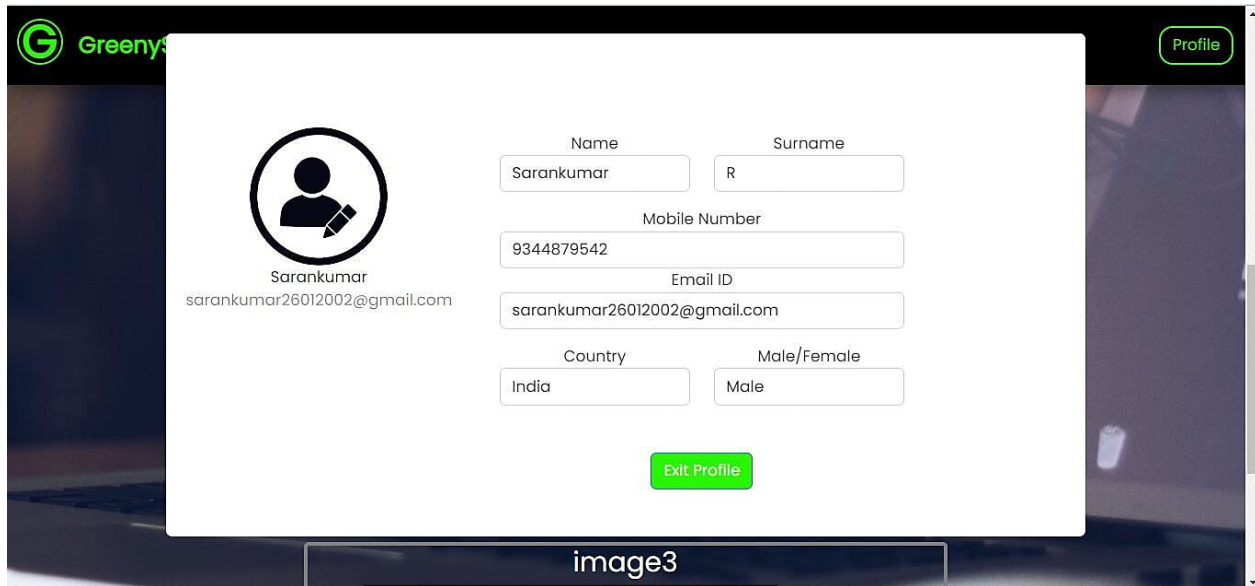 G GreenyS
Profile
Name Surname
Sarankumar R
Mobile Number
9344879542
Sarankumar
Email ID
sarankumar26012002@gmail.com
sarankumar26012002@gmail.com
Country Male/Female
India Male
Exit Profile
image3